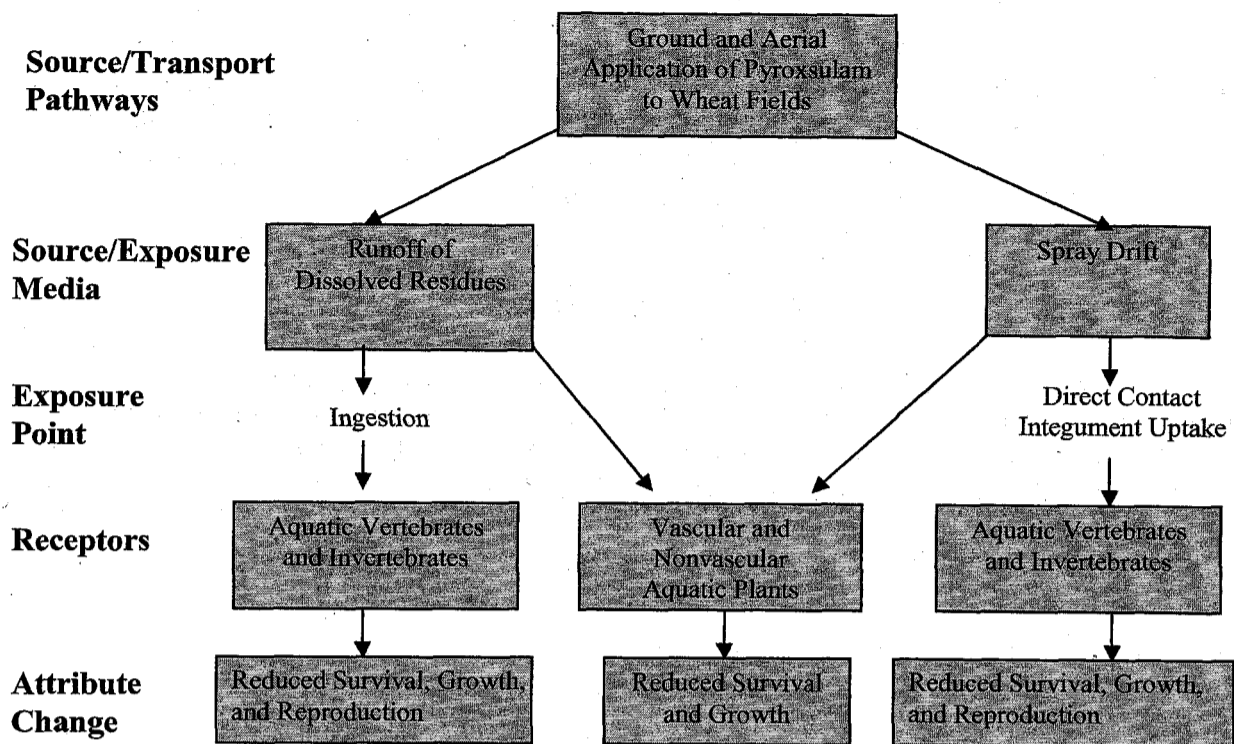 Source/Transport
Pathways
Ground and Aerial
Application of Pyroxsulam
to Wheat Fields
Source/Exposure
Media
Runoff of
Dissolved Residues
Spray Drift
Exposure
Point
Ingestion
Direct Contact
Integument Uptake
Receptors
Aquatic Vertebrates
and Invertebrates
Vascular and
Nonvascular
Aquatic Plants
Aquatic Vertebrates
and Invertebrates
Attribute
Change
Reduced Survival, Growth,
and Reproduction
Reduced Survival
and Growth
Reduced Survival, Growth,
and Reproduction